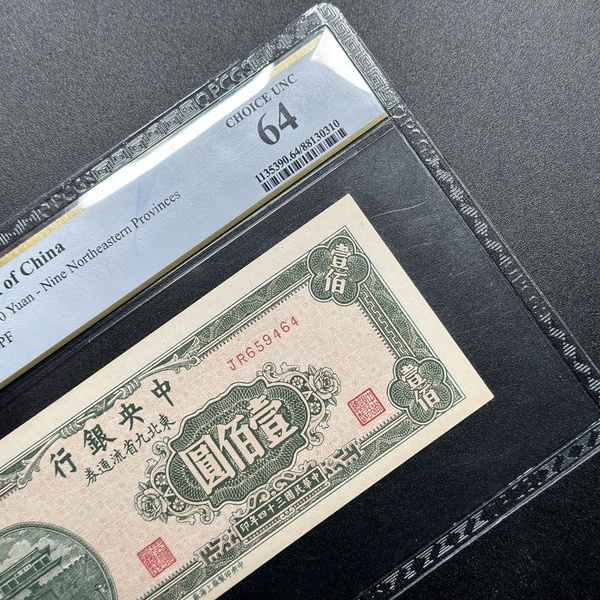 PCGS
CHOICE UNC
64
1135390.64/88130310
of China
0 Yuan - Nine Northeastern Provinces
PF
壹佰
JR659464
壹佰
行銀央中
券通流省九北東
圓佰壹
印年四十三國民華中